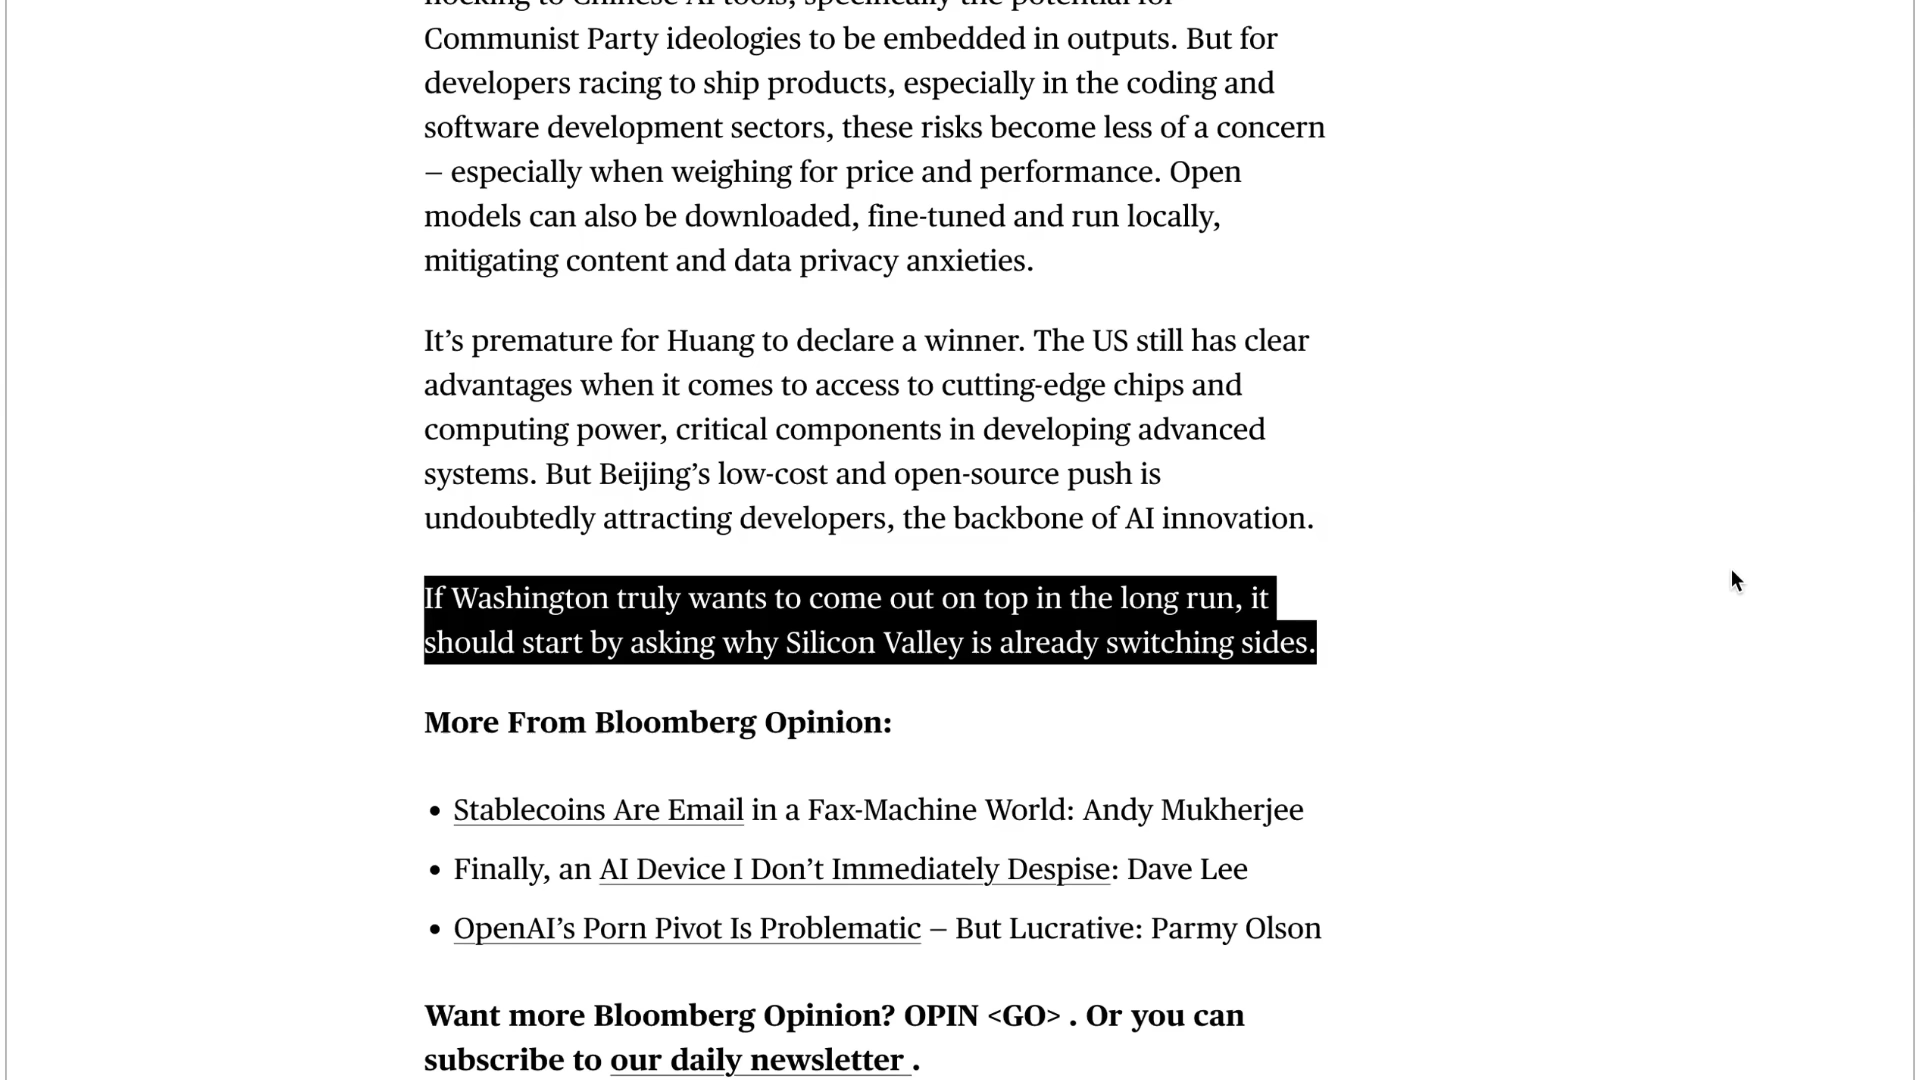 flocking to Chinese AI tools, specifically the potential for
Communist Party ideologies to be embedded in outputs. But for
developers racing to ship products, especially in the coding and
software development sectors, these risks become less of a concern
– especially when weighing for price and performance. Open
models can also be downloaded, fine-tuned and run locally,
mitigating content and data privacy anxieties.
It’s premature for Huang to declare a winner. The US still has clear
advantages when it comes to access to cutting-edge chips and
computing power, critical components in developing advanced
systems. But Beijing’s low-cost and open-source push is
undoubtedly attracting developers, the backbone of AI innovation.
If Washington truly wants to come out on top in the long run, it
should start by asking why Silicon Valley is already switching sides.
More From Bloomberg Opinion:
• Stablecoins Are Email in a Fax-Machine World: Andy Mukherjee
• Finally, an AI Device I Don’t Immediately Despise: Dave Lee
• OpenAI’s Porn Pivot Is Problematic – But Lucrative: Parmy Olson
Want more Bloomberg Opinion? OPIN <GO> . Or you can
subscribe to our daily newsletter .